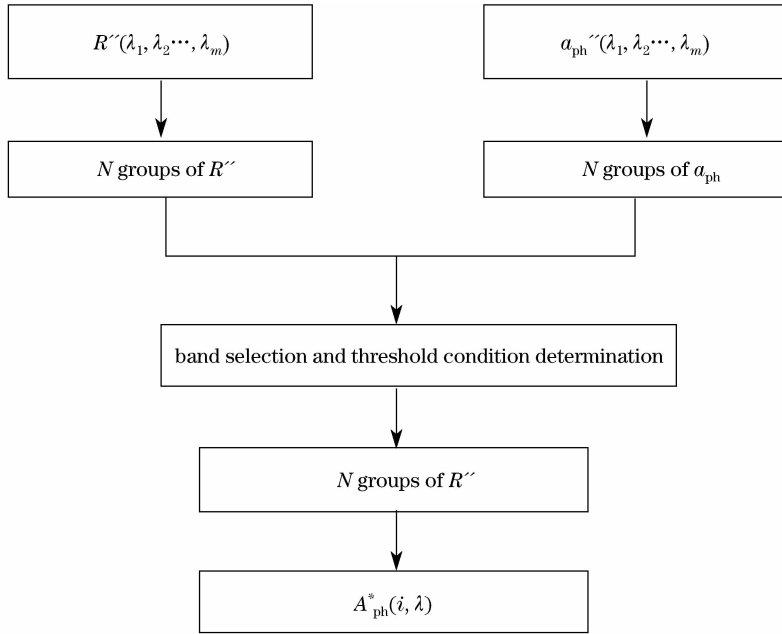 R´´(λ₁, λ₂⋯, λₘ)
aₚₕ´´(λ₁, λ₂⋯, λₘ)
N groups of R´´
N groups of aₚₕ
band selection and threshold condition determination
N groups of R´´
A*ₚₕ(i, λ)